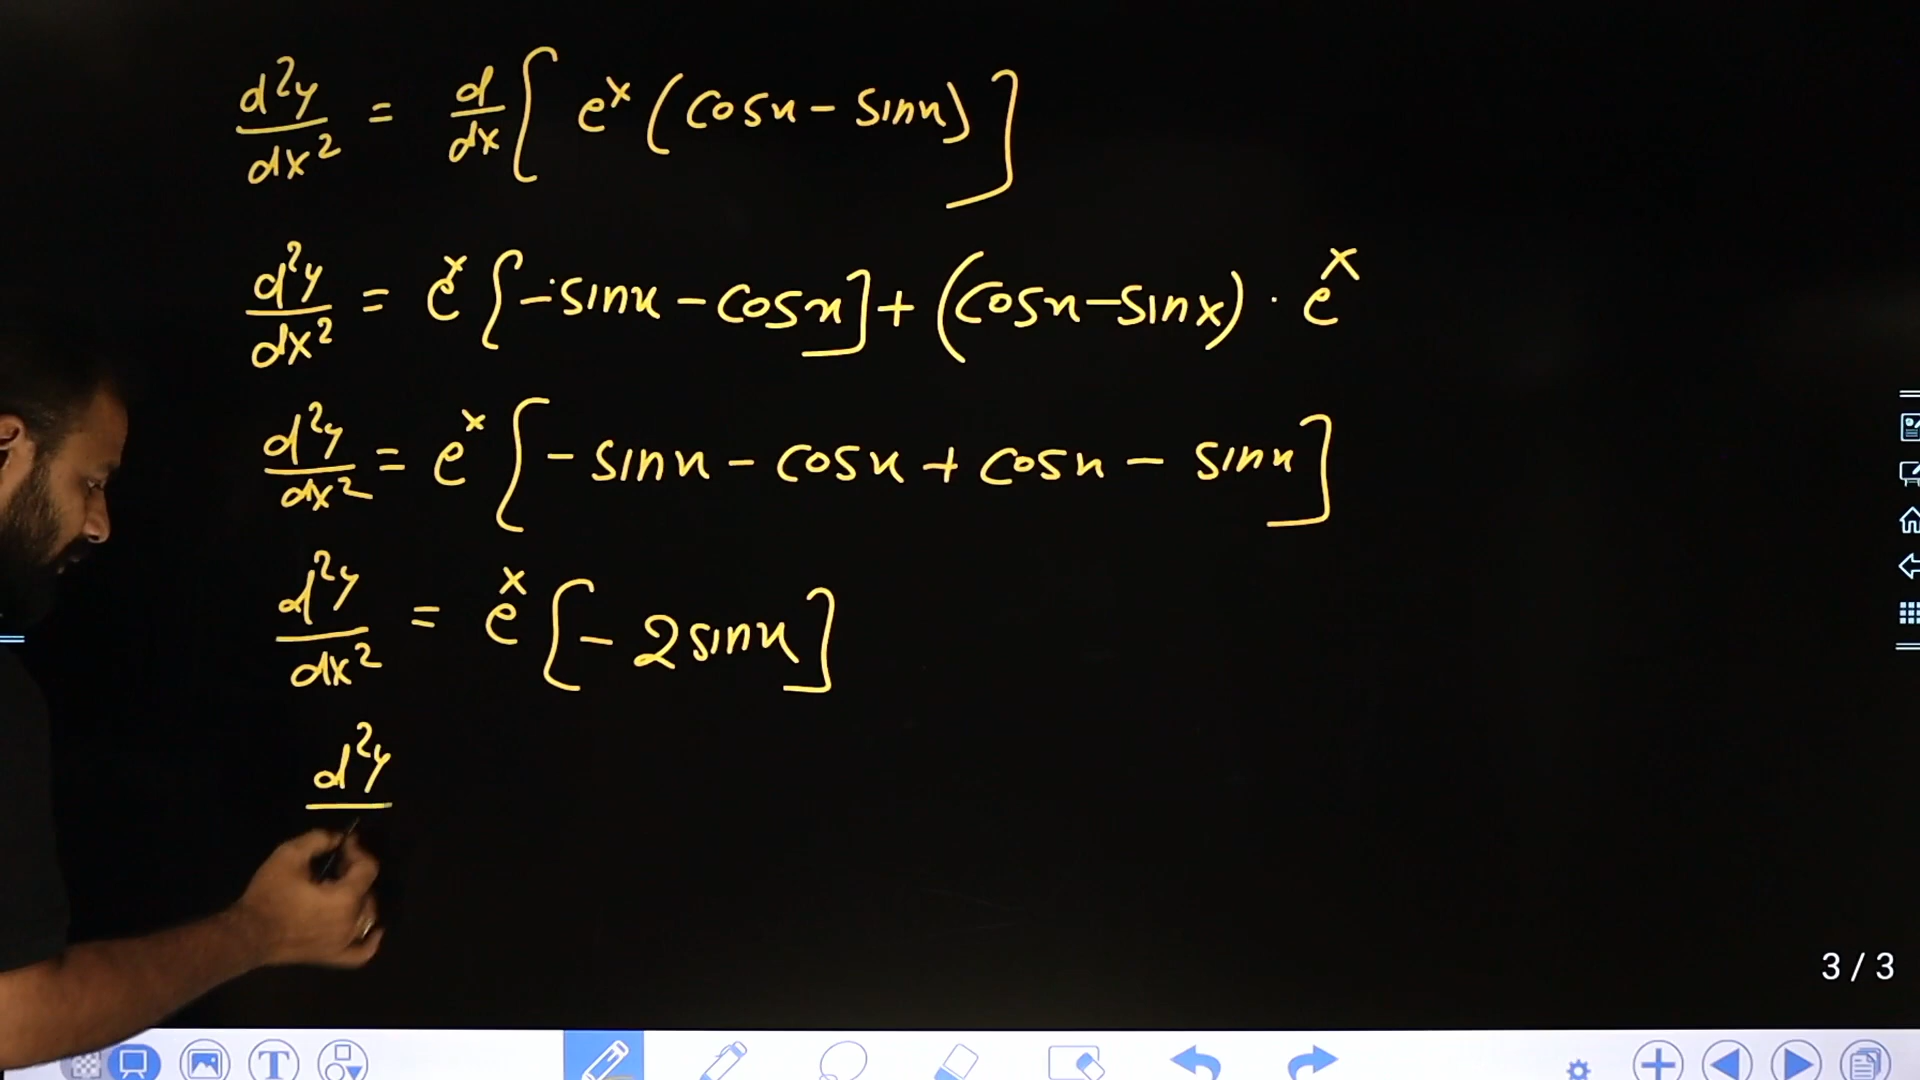 d²y/dx² = d/dx [ eˣ (cosx - sinx) ]
d²y/dx² = eˣ [ -sinx - cosx ] + (cosx - sinx) · eˣ
d²y/dx² = eˣ [ - sinx - cosx + cosx - sinx ]
d²y/dx² = eˣ [ - 2sinx ]
d²y
3 / 3
T